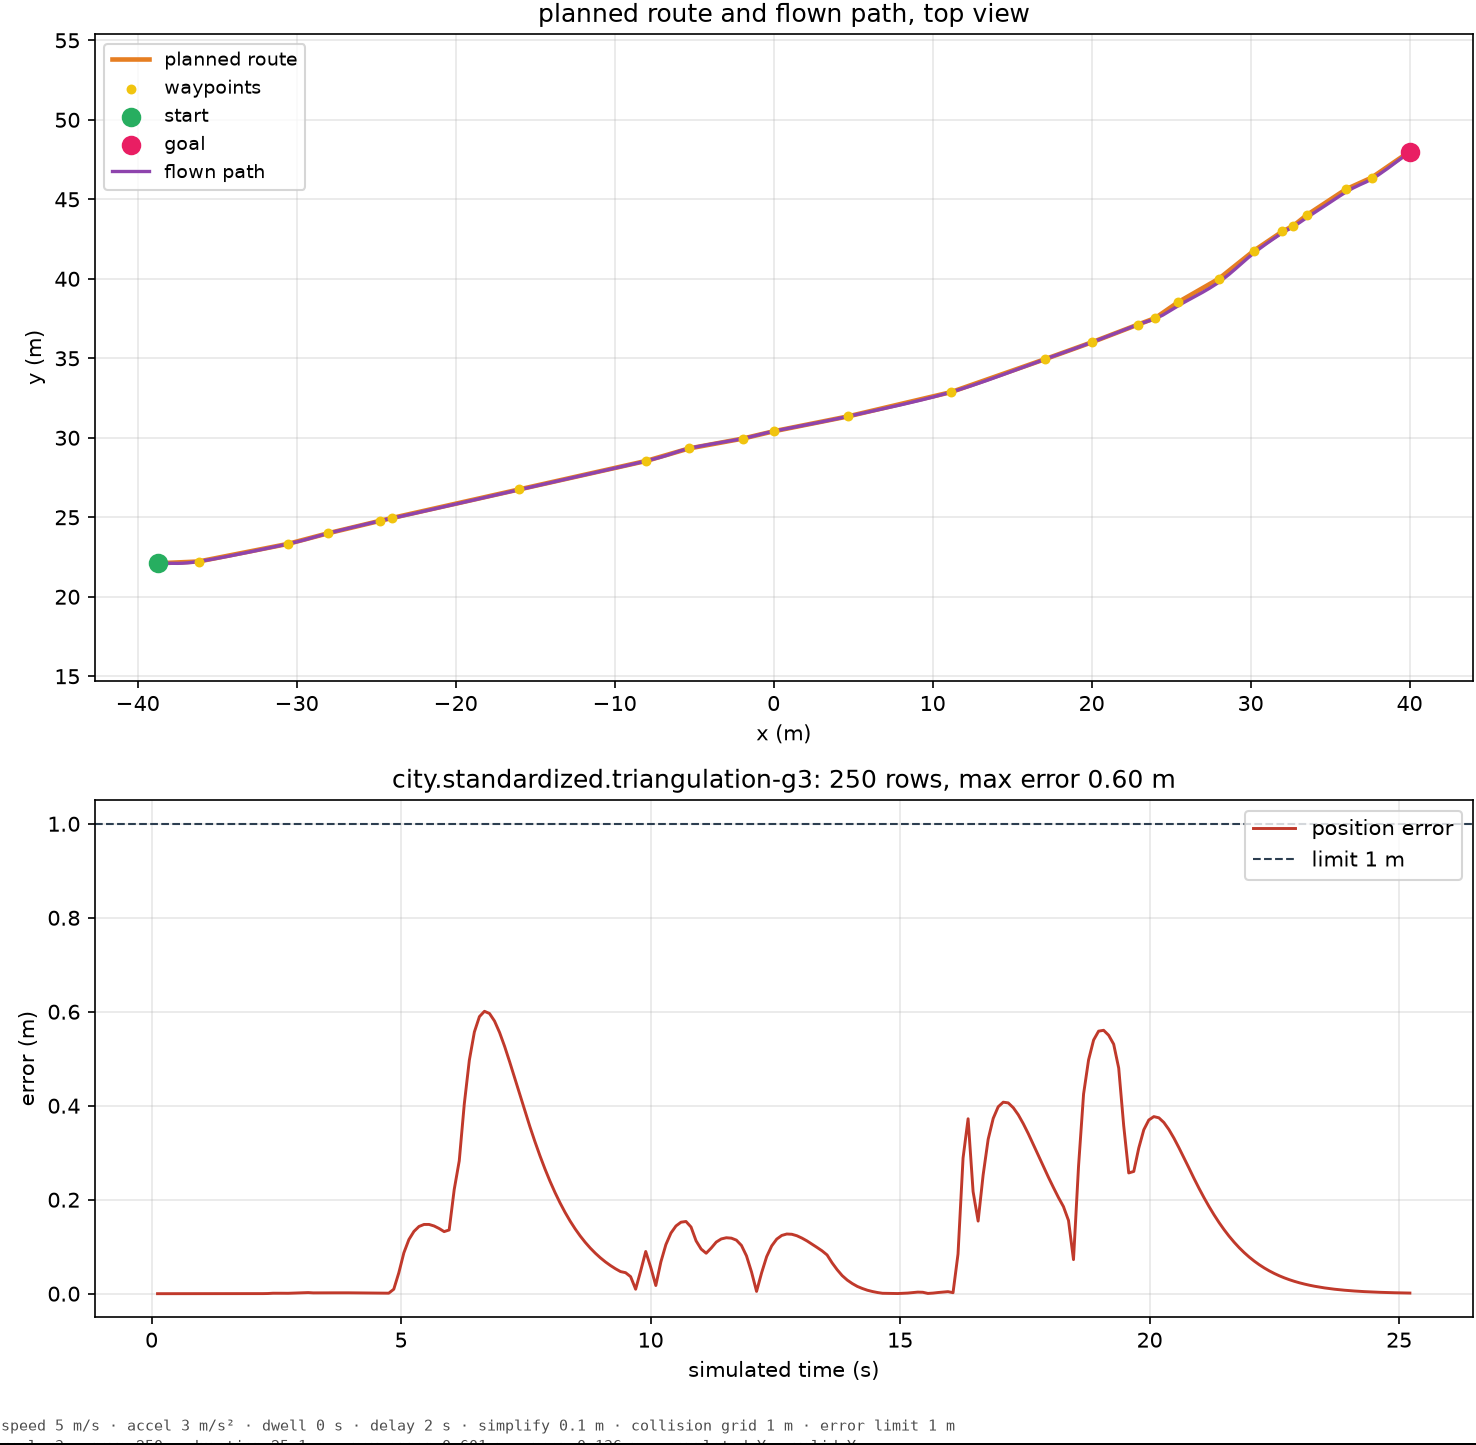 planned route and flown path, top view
55
50
45
40
35
30
25
20
15
y (m)
planned route
waypoints
start
goal
flown path
−40
−30
−20
−10
0
10
20
30
40
x (m)
city.standardized.triangulation-g3: 250 rows, max error 0.60 m
1.0
0.8
0.6
0.4
0.2
0.0
error (m)
position error
limit 1 m
0
5
10
15
20
25
simulated time (s)
speed 5 m/s · accel 3 m/s² · dwell 0 s · delay 2 s · simplify 0.1 m · collision grid 1 m · error limit 1 m